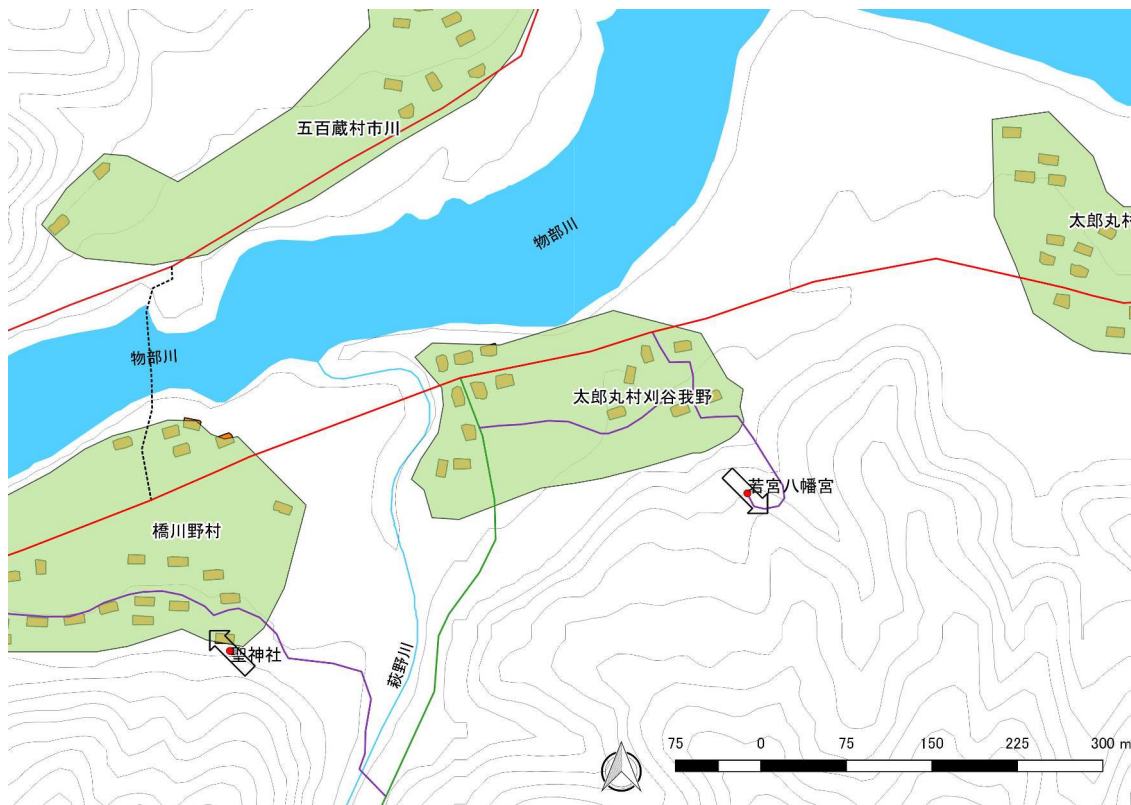 五百蔵村市川
物部川
太郎丸村
物部川
太郎丸村刈谷我野
若宮八幡宮
橋川野村
聖神社
萩野川
75 0 75 150 225 300 m